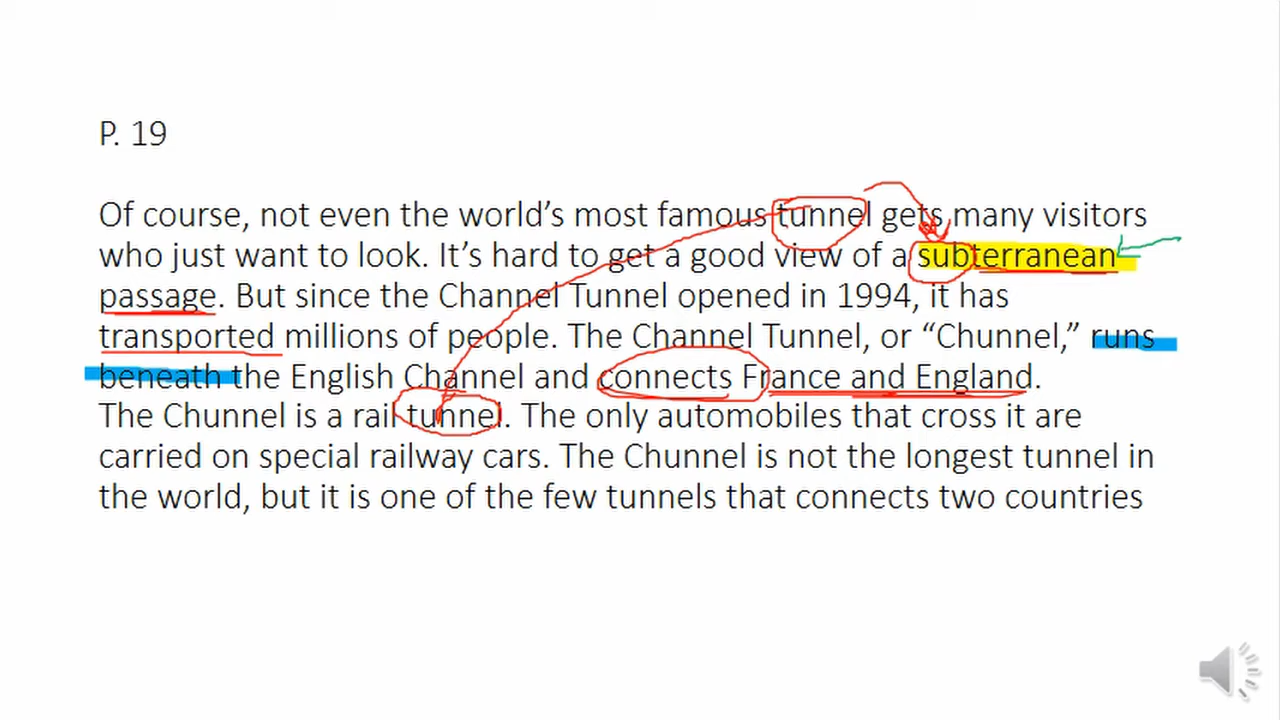 P. 19
Of course, not even the world’s most famous tunnel gets many visitors
who just want to look. It’s hard to get a good view of a subterranean
passage. But since the Channel Tunnel opened in 1994, it has
transported millions of people. The Channel Tunnel, or “Chunnel,” runs
beneath the English Channel and connects France and England.
The Chunnel is a rail tunnel. The only automobiles that cross it are
carried on special railway cars. The Chunnel is not the longest tunnel in
the world, but it is one of the few tunnels that connects two countries